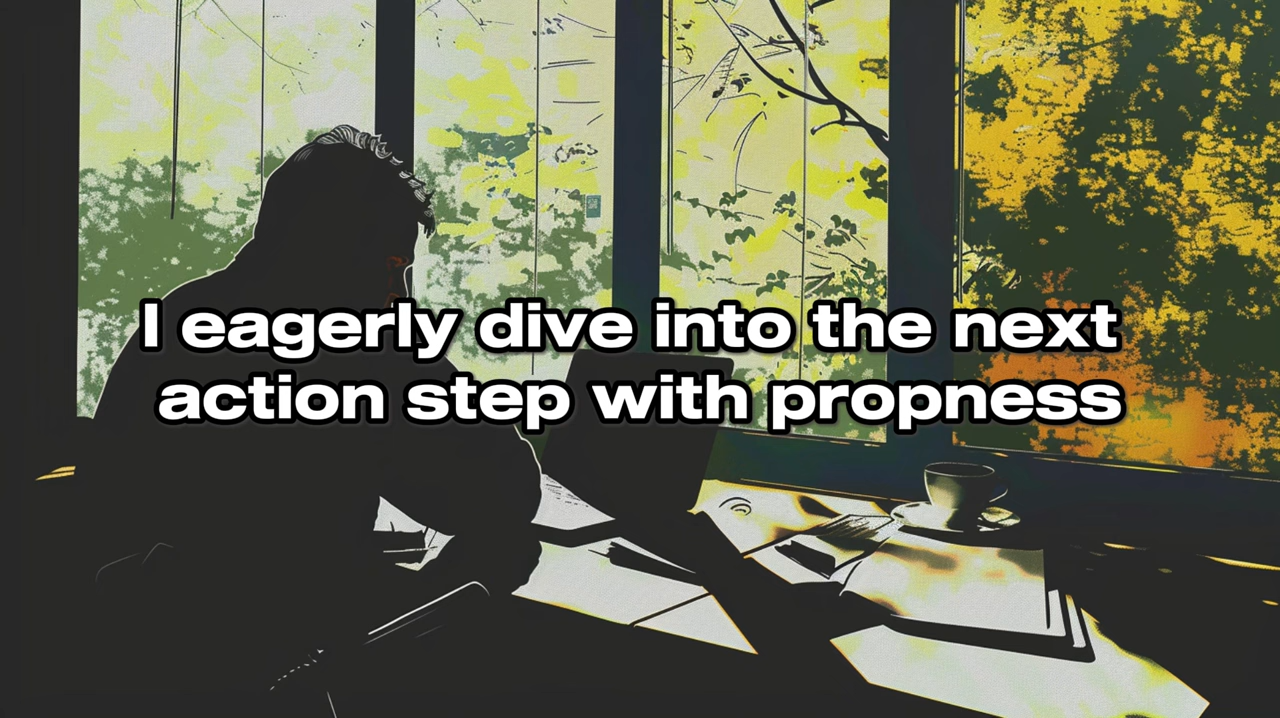 I eagerly dive into the next
action step with propness